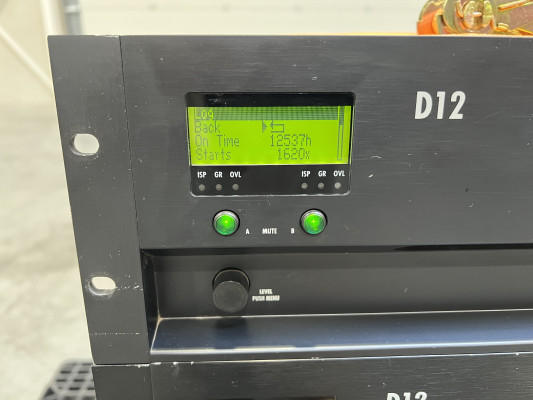 D12
Log
Back
On Time 12537h
Starts 1620x
ISP GR OVL ISP GR OVL
A MUTE B
LEVEL
PUSH MENU
D12